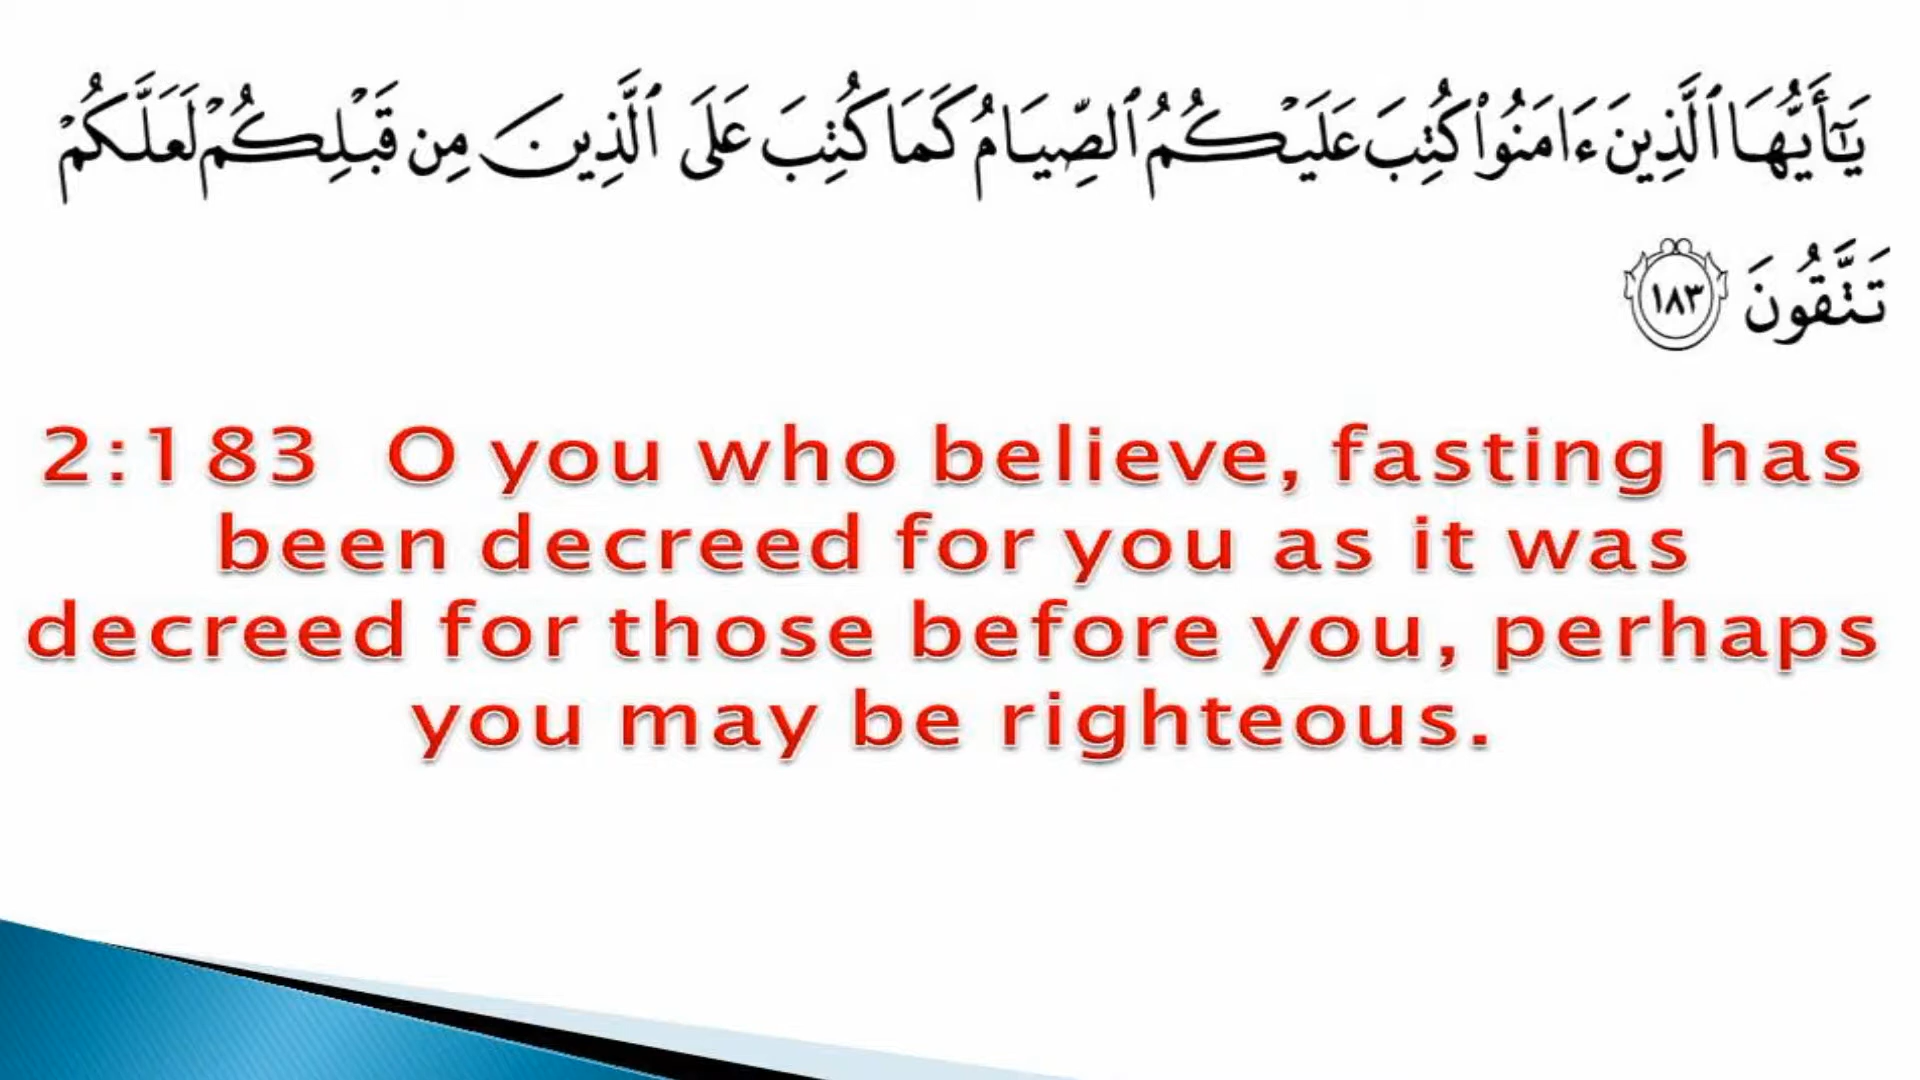 يَٰٓأَيُّهَا ٱلَّذِينَ ءَامَنُوا۟ كُتِبَ عَلَيْكُمُ ٱلصِّيَامُ كَمَا كُتِبَ عَلَى ٱلَّذِينَ مِن قَبْلِكُمْ لَعَلَّكُمْ
تَتَّقُونَ ١٨٣
2:183 O you who believe, fasting has
been decreed for you as it was
decreed for those before you, perhaps
you may be righteous.